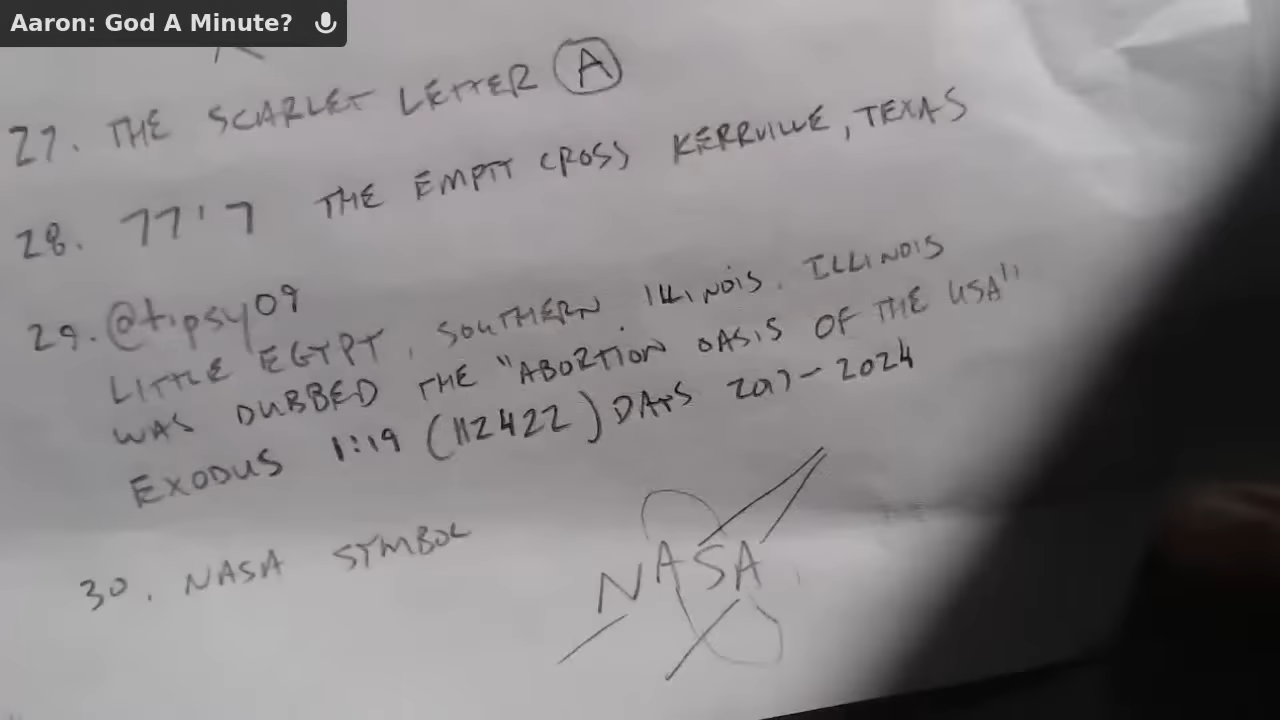 Aaron: God A Minute?
27. THE SCARLET LETTER A
28. 77'7 THE EMPTY CROSS KERRVILLE, TEXAS
29. @tipsy09
LITTLE EGYPT, SOUTHERN ILLINOIS. ILLINOIS
WAS DUBBED THE "ABORTION OASIS OF THE USA"
EXODUS 1:19 (112422) DAYS 2017-2024
30. NASA SYMBOL
NASA